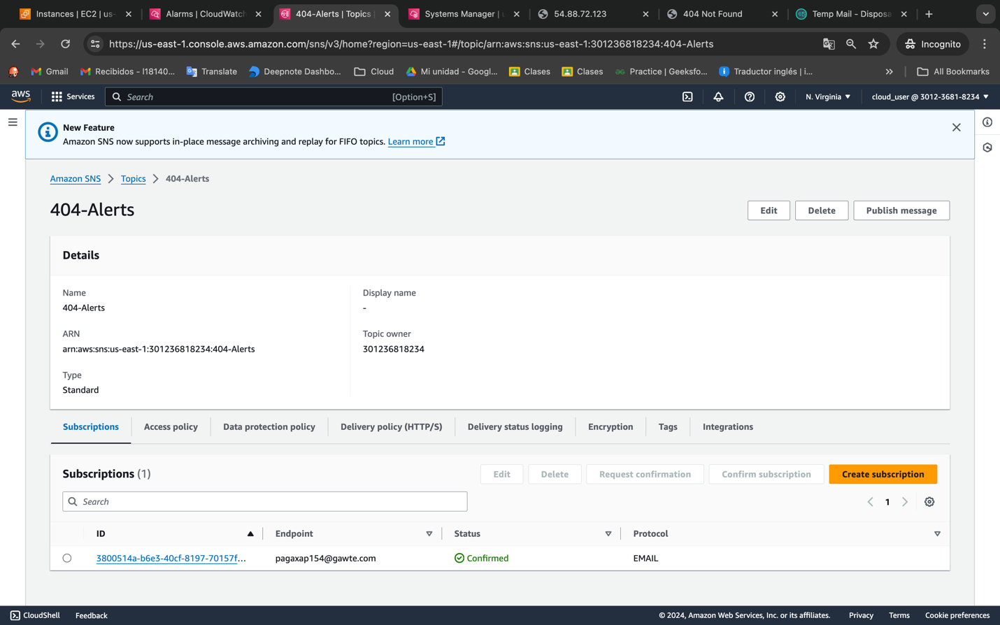 Instances | EC2 | us-
Alarms | CloudWatch
404-Alerts | Topics |
Systems Manager | u
54.88.72.123
404 Not Found
Temp Mail - Disposa
https://us-east-1.console.aws.amazon.com/sns/v3/home?region=us-east-1#/topic/arn:aws:sns:us-east-1:301236818234:404-Alerts
Incognito
Gmail
Recibidos - l18140...
Translate
Deepnote Dashbo...
Cloud
Mi unidad - Googl...
Clases
Clases
Practice | Geeksfo...
Traductor inglés | i...
All Bookmarks
aws
Services
Search
[Option+S]
N. Virginia
cloud_user @ 3012-3681-8234
New Feature
Amazon SNS now supports in-place message archiving and replay for FIFO topics. Learn more
Amazon SNS
Topics
404-Alerts
404-Alerts
Edit
Delete
Publish message
Details
Name
404-Alerts
Display name
-
ARN
arn:aws:sns:us-east-1:301236818234:404-Alerts
Topic owner
301236818234
Type
Standard
Subscriptions
Access policy
Data protection policy
Delivery policy (HTTP/S)
Delivery status logging
Encryption
Tags
Integrations
Subscriptions (1)
Edit
Delete
Request confirmation
Confirm subscription
Create subscription
Search
1
ID
Endpoint
Status
Protocol
3800514a-b6e3-40cf-8197-70157f...
pagaxap154@gawte.com
Confirmed
EMAIL
CloudShell
Feedback
© 2024, Amazon Web Services, Inc. or its affiliates.
Privacy
Terms
Cookie preferences